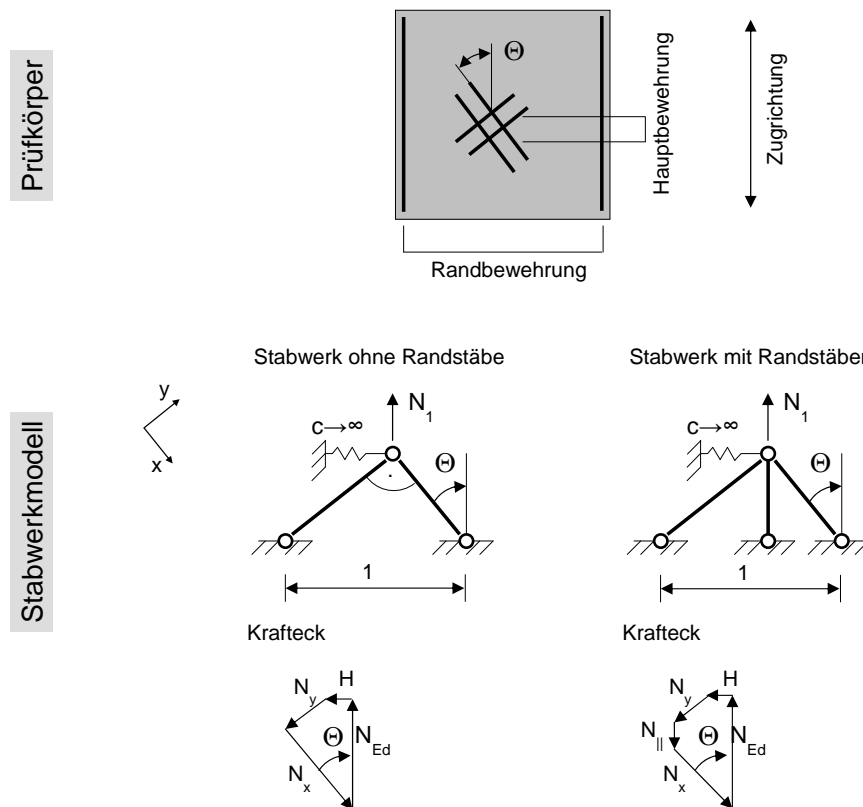 Prüfkörper
Θ
Hauptbewehrung
Zugrichtung
Randbewehrung
Stabwerkmodell
y
x
Stabwerk ohne Randstäbe
N1
c→∞
Θ
1
Krafteck
H
Ny
Θ
NEd
Nx
Stabwerk mit Randstäben
N1
c→∞
Θ
1
Krafteck
H
Ny
N||
Θ
NEd
Nx